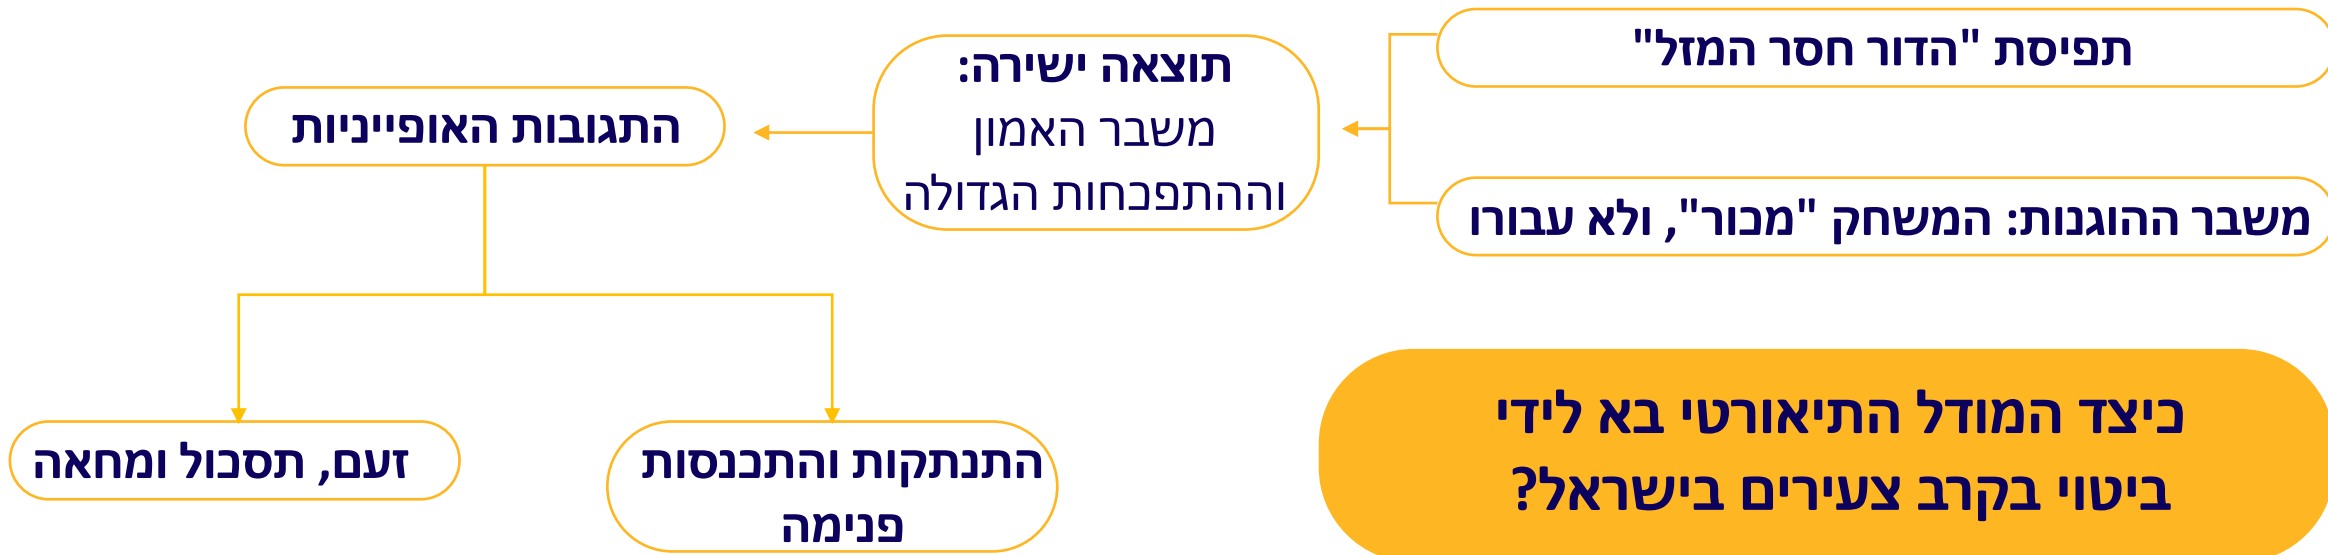 תפיסת "הדור חסר המזל"
משבר ההוגנות: המשחק "מכור", ולא עבורו
תוצאה ישירה:
משבר האמון
וההתפכחות הגדולה
התגובות האופייניות
התנתקות והתכנסות
פנימה
זעם, תסכול ומחאה
כיצד המודל התיאורטי בא לידי
ביטוי בקרב צעירים בישראל?